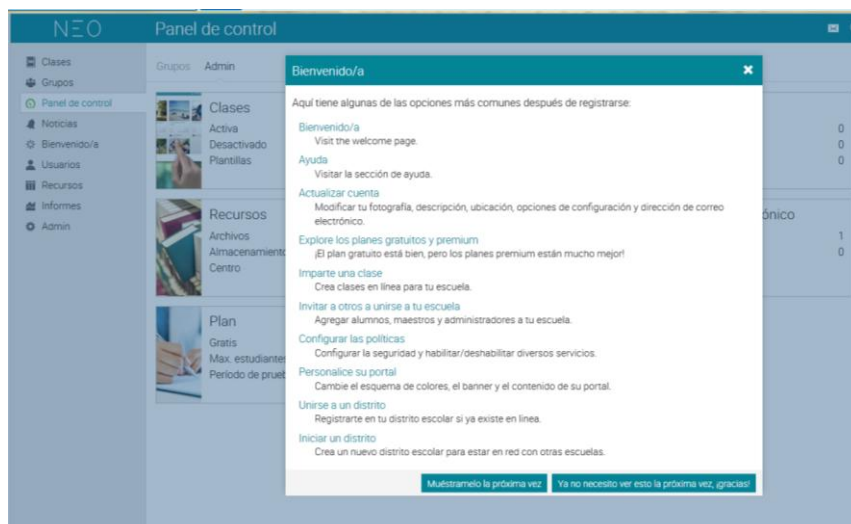 NEO
Panel de control
Clases
Grupos
Panel de control
Noticias
Bienvenido/a
Usuarios
Recursos
Informes
Admin
Grupos Admin
Clases
Activa
Desactivado
Plantillas
0
0
0
Recursos
Archivos
Almacenamiento
Centro
ónico
1
0
Plan
Gratis
Max. estudiantes
Período de prueb
Bienvenido/a
Aquí tiene algunas de las opciones más comunes después de registrarse:
Bienvenido/a
Visit the welcome page.
Ayuda
Visitar la sección de ayuda.
Actualizar cuenta
Modificar tu fotografía, descripción, ubicación, opciones de configuración y dirección de correo
electrónico.
Explore los planes gratuitos y premium
¡El plan gratuito está bien, pero los planes premium están mucho mejor!
Imparte una clase
Crea clases en línea para tu escuela.
Invitar a otros a unirse a tu escuela
Agregar alumnos, maestros y administradores a tu escuela.
Configurar las políticas
Configurar la seguridad y habilitar/deshabilitar diversos servicios.
Personalice su portal
Cambie el esquema de colores, el banner y el contenido de su portal.
Unirse a un distrito
Registrarte en tu distrito escolar si ya existe en línea.
Iniciar un distrito
Crea un nuevo distrito escolar para estar en red con otras escuelas.
Muéstramelo la próxima vez
Ya no necesito ver esto la próxima vez, ¡gracias!